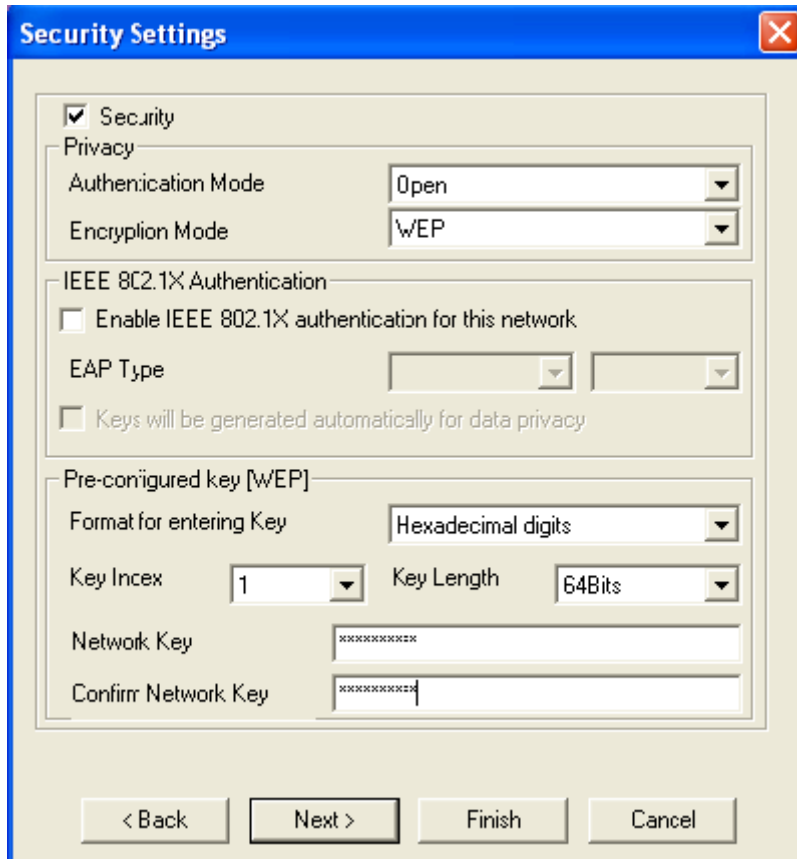 Security Settings
Security
Privacy
Authentication Mode
Open
Encryption Mode
WEP
IEEE 802.1X Authentication
Enable IEEE 802.1X authentication for this network
EAP Type
Keys will be generated automatically for data privacy
Pre-configured key [WEP]
Format for entering Key
Hexadecimal digits
Key Index
1
Key Length
64Bits
Network Key
**********
Confirm Network Key
**********
< Back
Next >
Finish
Cancel